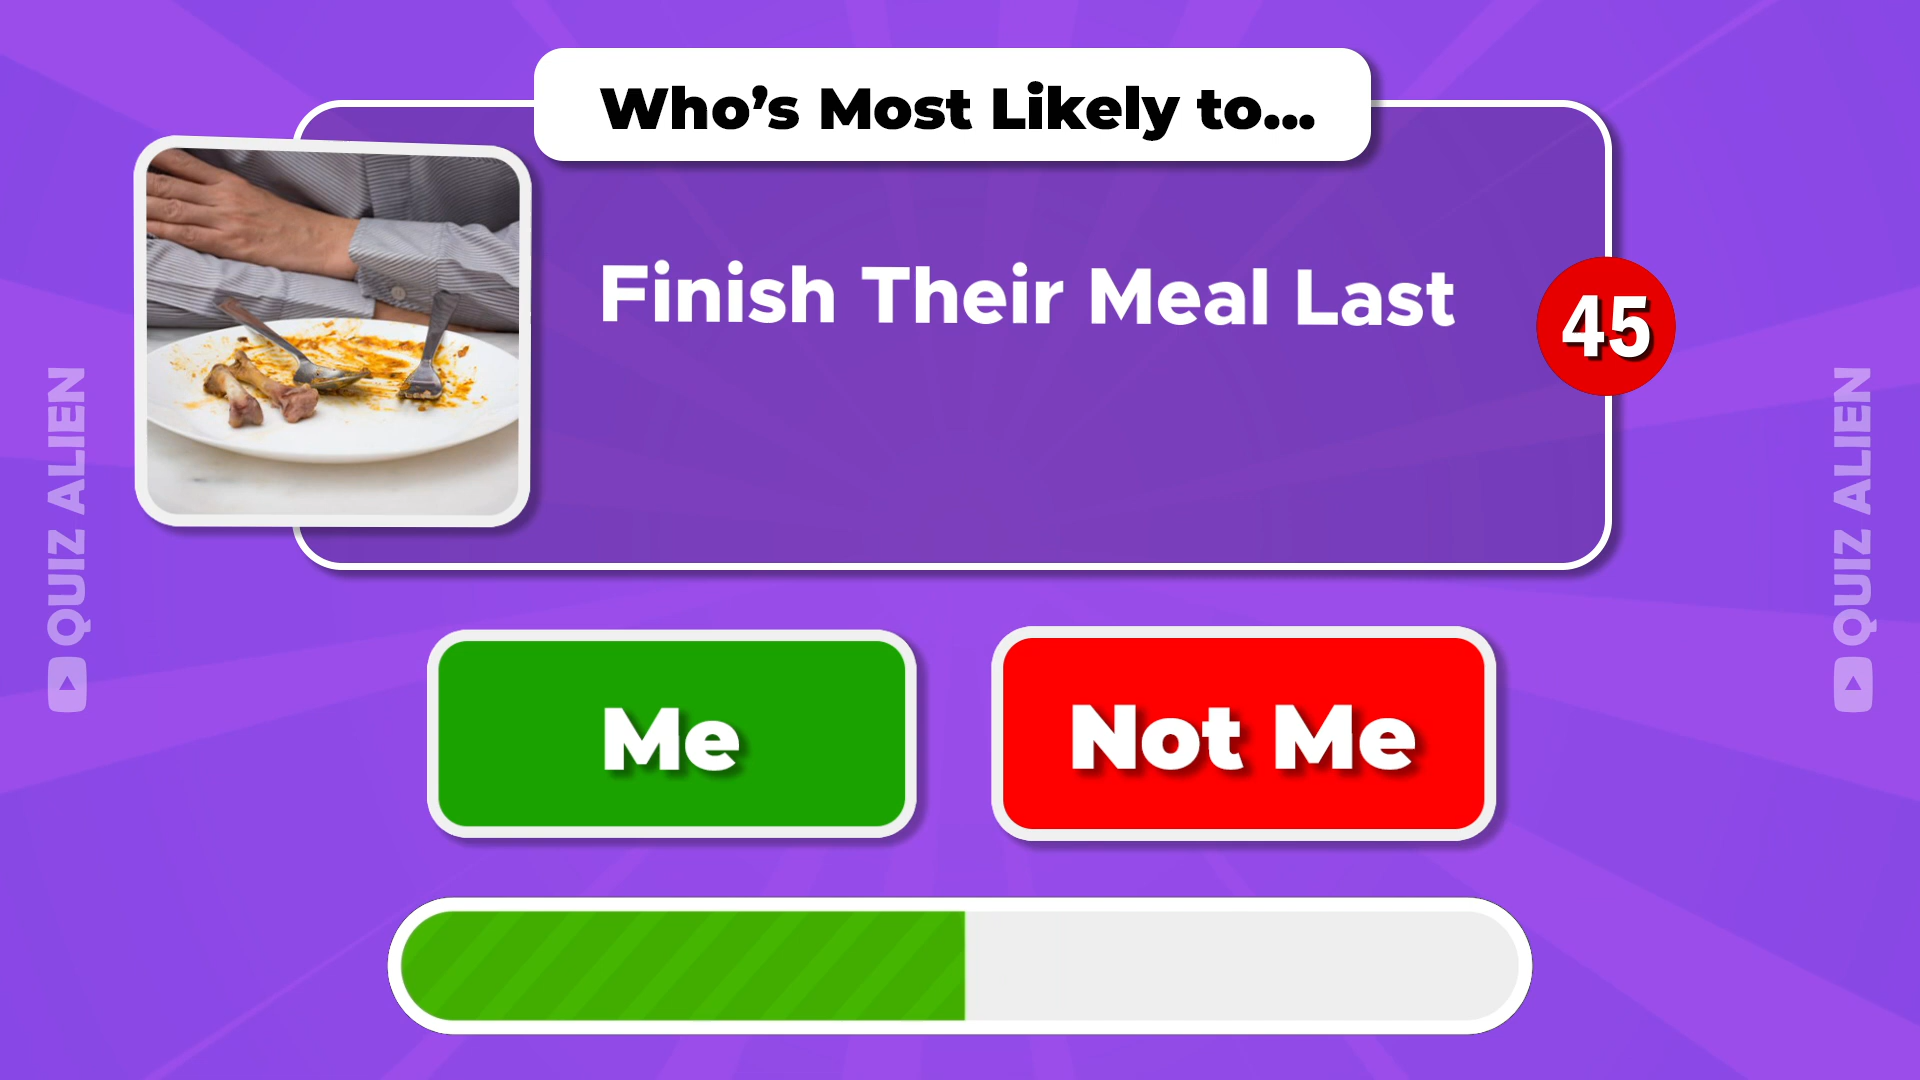 Who's Most Likely to...
Finish Their Meal Last
45
Me
Not Me
QUIZ ALIEN
QUIZ ALIEN